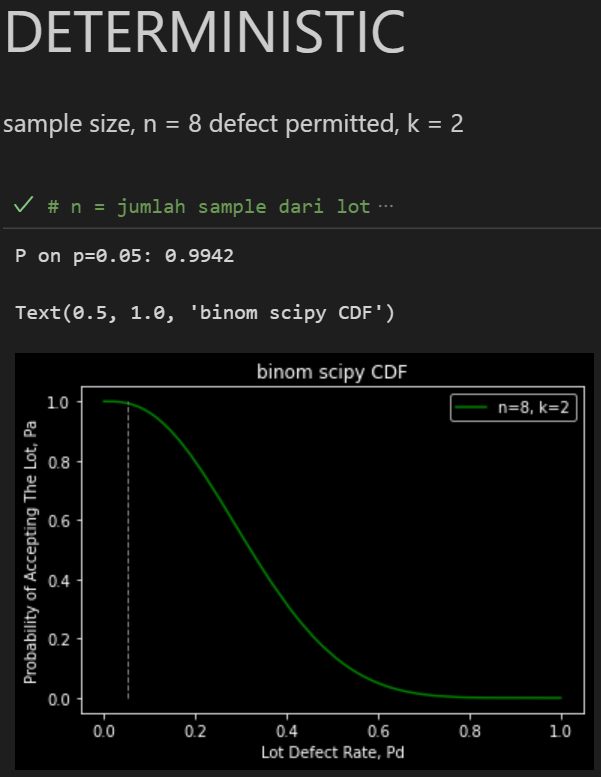 DETERMINISTIC
sample size, n = 8 defect permitted, k = 2
# n = jumlah sample dari lot ···
P on p=0.05: 0.9942
Text(0.5, 1.0, 'binom scipy CDF')
binom scipy CDF
n=8, k=2
Probability of Accepting The Lot, Pa
1.0
0.8
0.6
0.4
0.2
0.0
0.0 0.2 0.4 0.6 0.8 1.0
Lot Defect Rate, Pd